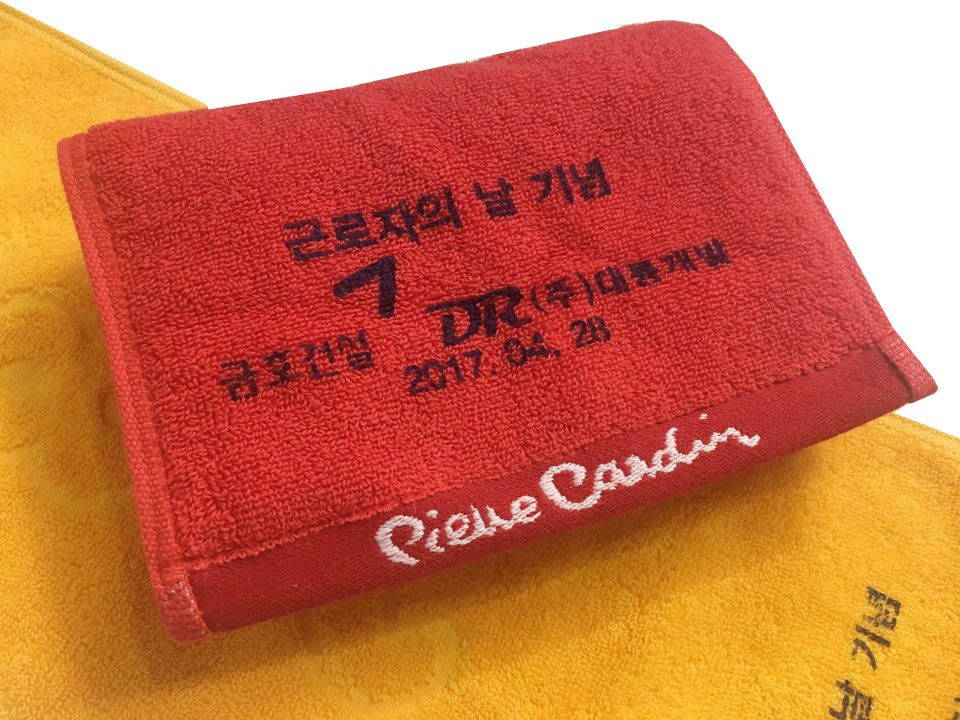 근로자의 날 기념
금호건설 DR (주)대룡개발
2017. 04. 28
Pierre Cardin
날 기념